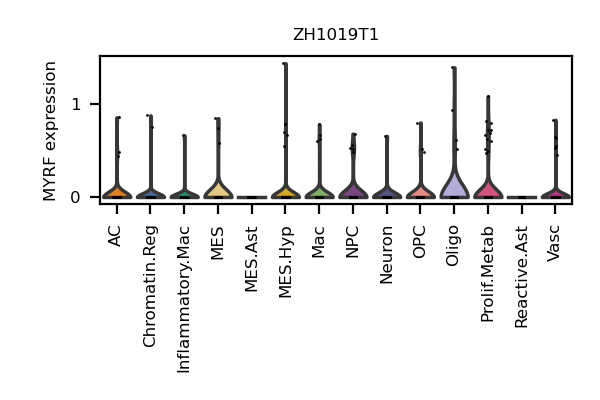 ZH1019T1
MYRF expression
1
0
AC
Chromatin.Reg
Inflammatory.Mac
MES
MES.Ast
MES.Hyp
Mac
NPC
Neuron
OPC
Oligo
Prolif.Metab
Reactive.Ast
Vasc